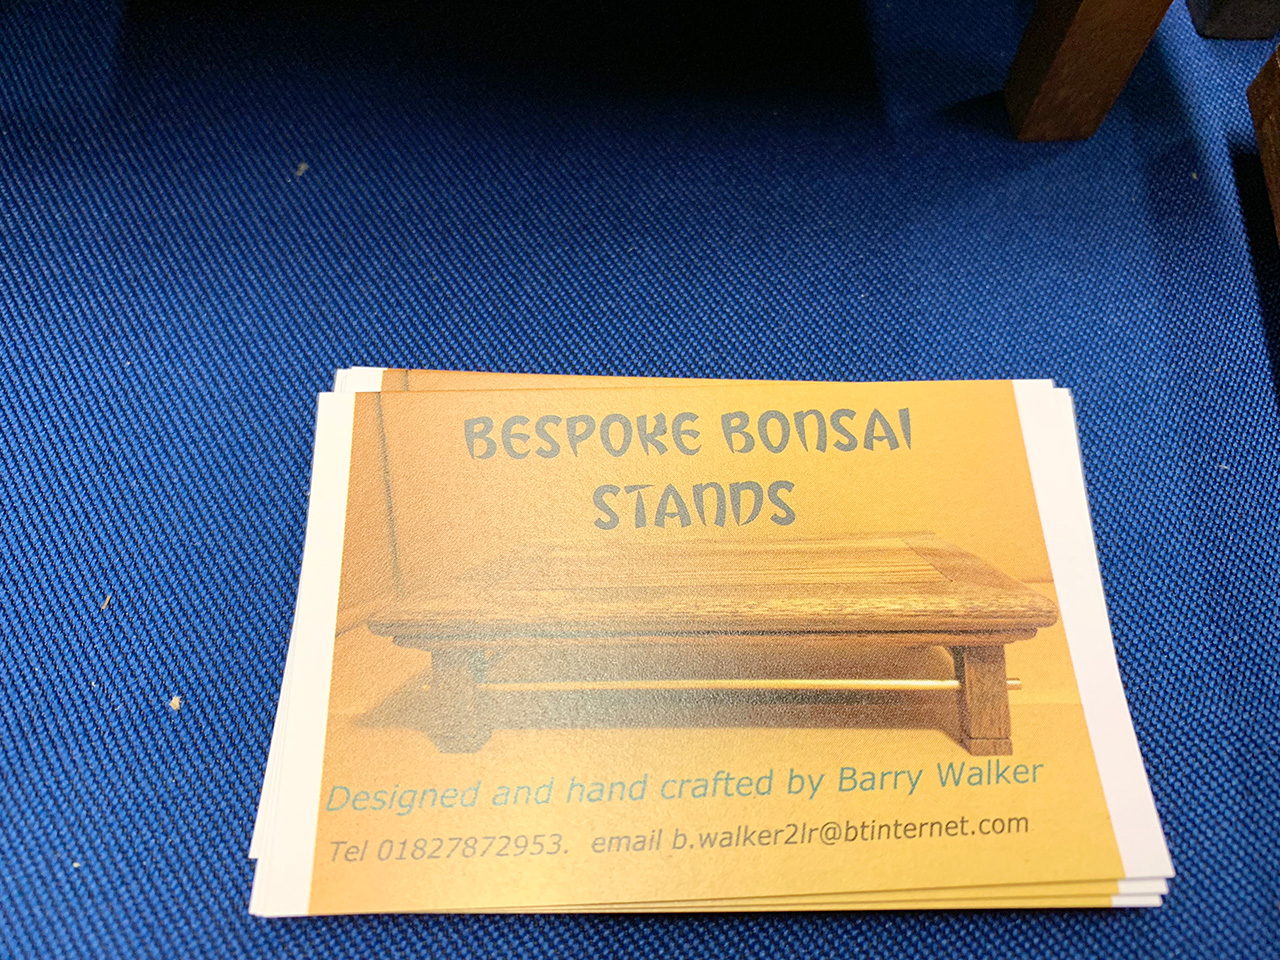 BESPOKE BONSAI
STANDS
Designed and hand crafted by Barry Walker
Tel 01827872953.  email b.walker2lr@btinternet.com